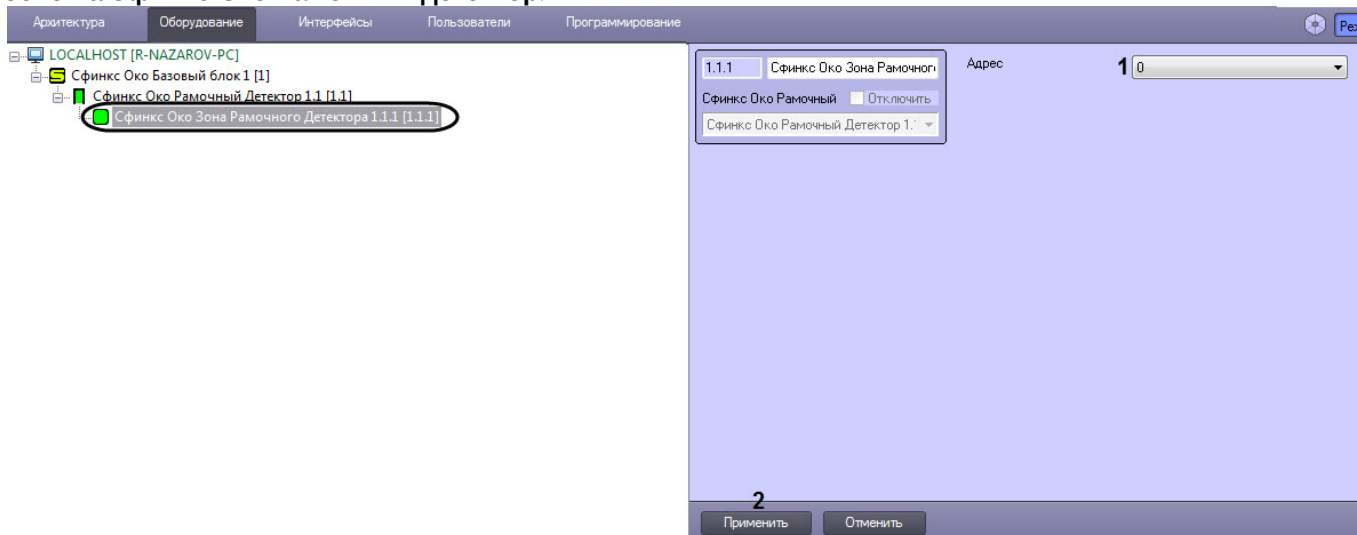 Архитектура Оборудование Интерфейсы Пользователи Программирование
LOCALHOST [R-NAZAROV-PC]
Сфинкс Око Базовый блок 1 [1]
Сфинкс Око Рамочный Детектор 1.1 [1.1]
Сфинкс Око Зона Рамочного Детектора 1.1.1 [1.1.1]
1.1.1 Сфинкс Око Зона Рамочног
Сфинкс Око Рамочный Отключить
Сфинкс Око Рамочный Детектор 1.
Адрес 1 0
2
Применить Отменить